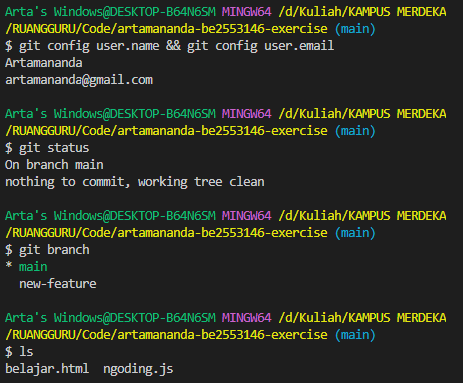 Arta's Windows@DESKTOP-B64N6SM MINGW64 /d/Kuliah/KAMPUS MERDEKA
/RUANGGURU/Code/artamananda-be2553146-exercise (main)
$ git config user.name && git config user.email
Artamananda
artamananda@gmail.com

Arta's Windows@DESKTOP-B64N6SM MINGW64 /d/Kuliah/KAMPUS MERDEKA
/RUANGGURU/Code/artamananda-be2553146-exercise (main)
$ git status
On branch main
nothing to commit, working tree clean

Arta's Windows@DESKTOP-B64N6SM MINGW64 /d/Kuliah/KAMPUS MERDEKA
/RUANGGURU/Code/artamananda-be2553146-exercise (main)
$ git branch
* main
  new-feature

Arta's Windows@DESKTOP-B64N6SM MINGW64 /d/Kuliah/KAMPUS MERDEKA
/RUANGGURU/Code/artamananda-be2553146-exercise (main)
$ ls
belajar.html  ngoding.js